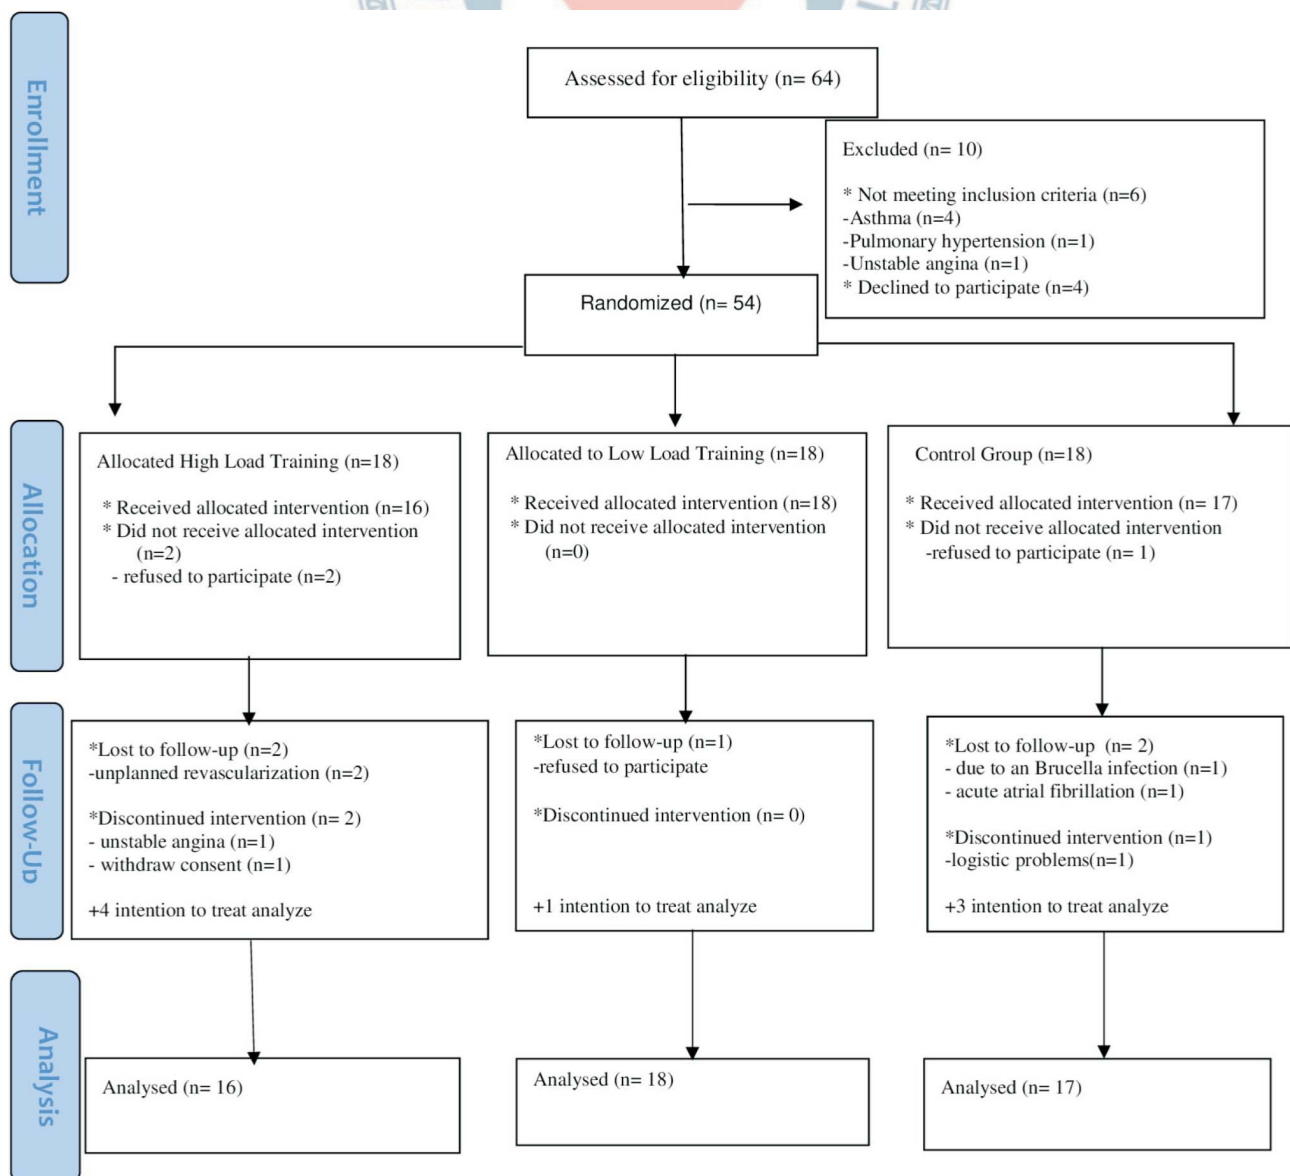 Enrollment
Assessed for eligibility (n= 64)
Excluded (n= 10)
* Not meeting inclusion criteria (n=6)
-Asthma (n=4)
-Pulmonary hypertension (n=1)
-Unstable angina (n=1)
* Declined to participate (n=4)
Randomized (n= 54)
Allocation
Allocated High Load Training (n=18)
* Received allocated intervention (n=16)
* Did not receive allocated intervention
(n=2)
- refused to participate (n=2)
Allocated to Low Load Training (n=18)
* Received allocated intervention (n=18)
* Did not receive allocated intervention
(n=0)
Control Group (n=18)
* Received allocated intervention (n= 17)
* Did not receive allocated intervention
-refused to participate (n= 1)
Follow-Up
*Lost to follow-up (n=2)
-unplanned revascularization (n=2)
*Discontinued intervention (n= 2)
- unstable angina (n=1)
- withdraw consent (n=1)
+4 intention to treat analyze
*Lost to follow-up (n=1)
-refused to participate
*Discontinued intervention (n= 0)
+1 intention to treat analyze
*Lost to follow-up (n= 2)
- due to an Brucella infection (n=1)
- acute atrial fibrillation (n=1)
*Discontinued intervention (n=1)
-logistic problems(n=1)
+3 intention to treat analyze
Analysis
Analysed (n= 16)
Analysed (n= 18)
Analysed (n= 17)